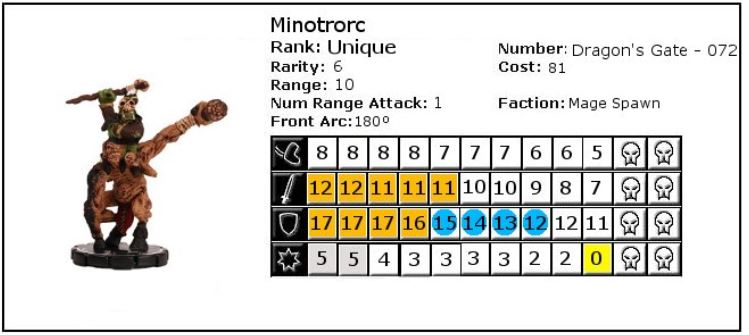 Minotrorc
Rank: Unique
Number: Dragon's Gate - 072
Rarity: 6
Cost: 81
Range: 10
Num Range Attack: 1
Faction: Mage Spawn
Front Arc: 180º
8 8 8 8 7 7 7 6 6 5
12 12 11 11 11 10 10 9 8 7
17 17 17 16 15 14 13 12 12 11
5 5 4 3 3 3 3 2 2 0